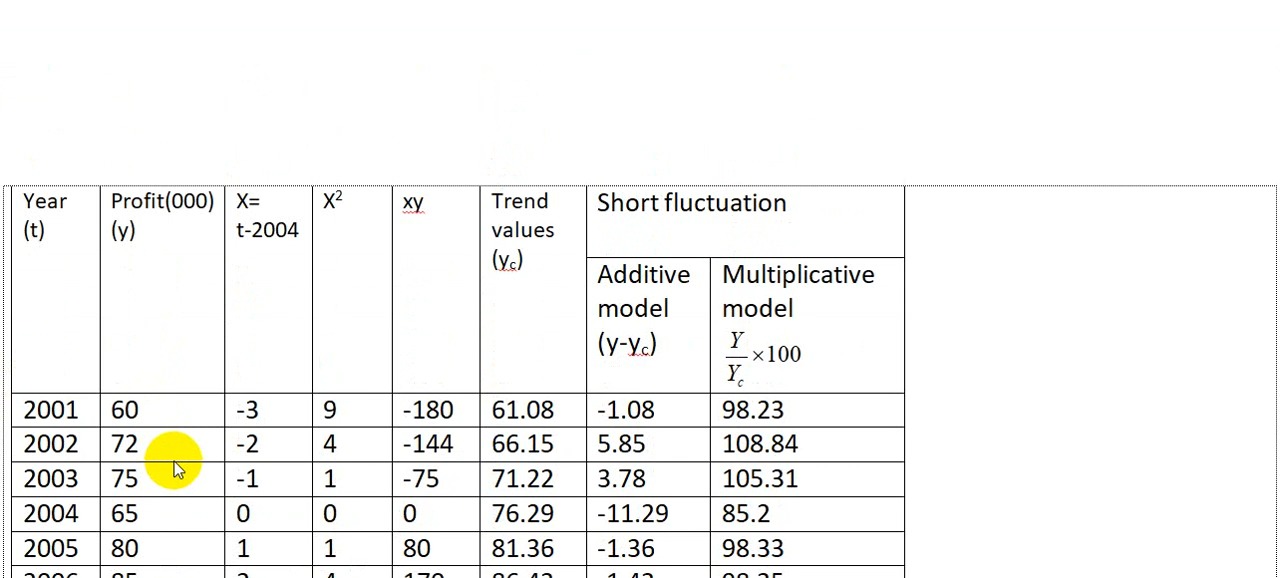 Year (t) Profit(000) (y) X= t-2004 X² xy Trend values (yc) Short fluctuation
Additive model (y-yc) Multiplicative model Y/Yc ×100
2001 60 -3 9 -180 61.08 -1.08 98.23
2002 72 -2 4 -144 66.15 5.85 108.84
2003 75 -1 1 -75 71.22 3.78 105.31
2004 65 0 0 0 76.29 -11.29 85.2
2005 80 1 1 80 81.36 -1.36 98.33